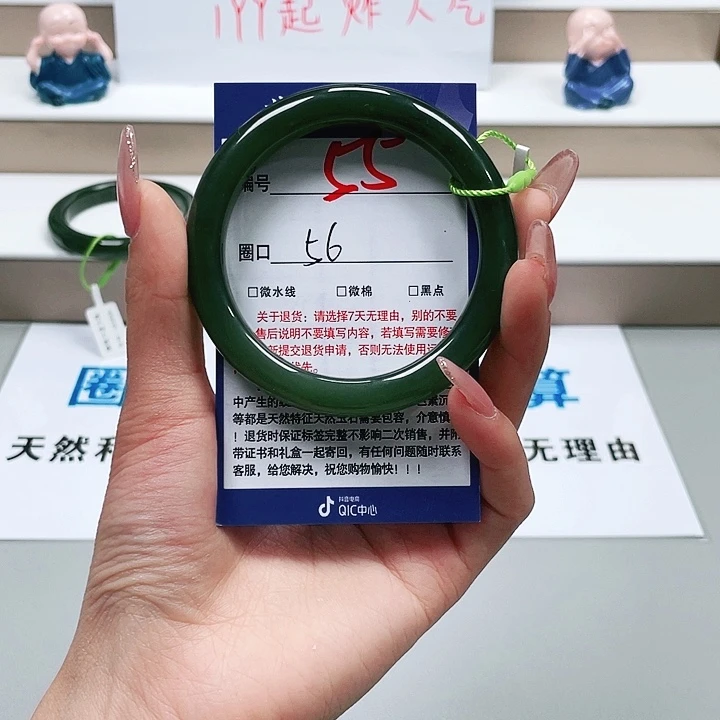 起 炸 人气
编号 55
圈口 56
□微水线 □微棉 □黑点
关于退货：请选择7天无理由，别的不要
售后说明不要填写内容，若填写需要修
提交退货申请，否则无法使用
优先。
中产生的
等都是天然特征天然玉石需要包容，介意慎
！退货时保证标签完整不影响二次销售，并附
带证书和礼盒一起寄回，有任何问题随时联系
客服，给您解决，祝您购物愉快！！！
抖音电商
QIC中心
圈 算
天然 无理由